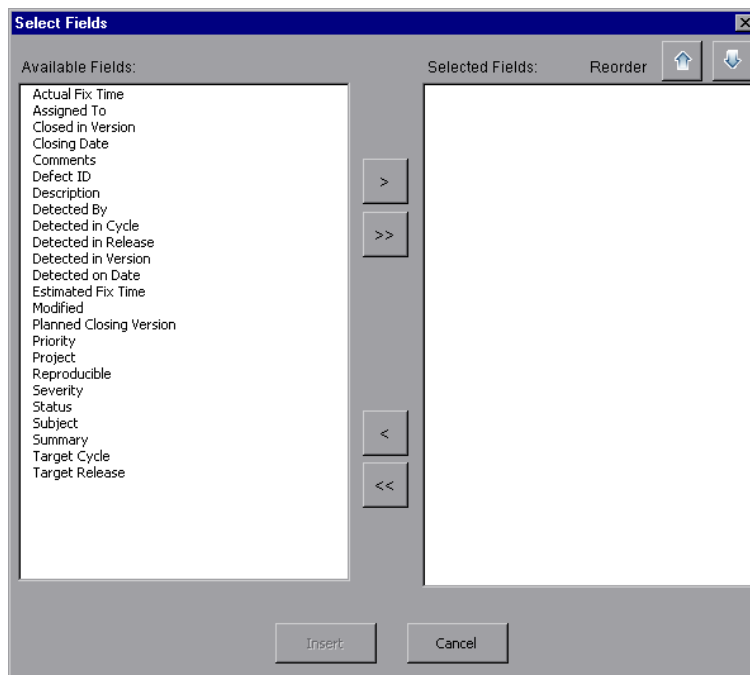 Select Fields
Available Fields:
Selected Fields: Reorder
Actual Fix Time
Assigned To
Closed in Version
Closing Date
Comments
Defect ID
Description
Detected By
Detected in Cycle
Detected in Release
Detected in Version
Detected on Date
Estimated Fix Time
Modified
Planned Closing Version
Priority
Project
Reproducible
Severity
Status
Subject
Summary
Target Cycle
Target Release
>
>>
<
<<
Insert
Cancel